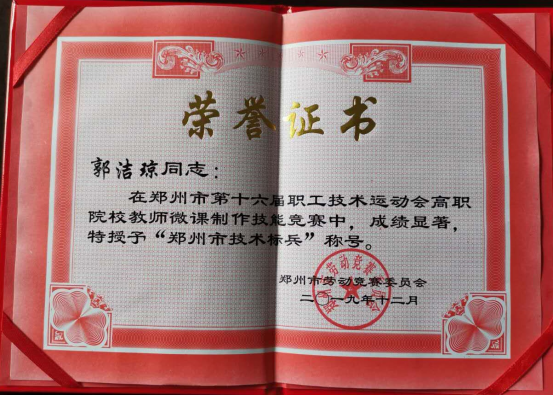 荣誉证书
郭洁琼同志：
在郑州市第十六届职工技术运动会高职
院校教师微课制作技能竞赛中，成绩显著，
特授予“郑州市技术标兵”称号。
郑州市劳动竞赛委员会
二〇一九年十二月